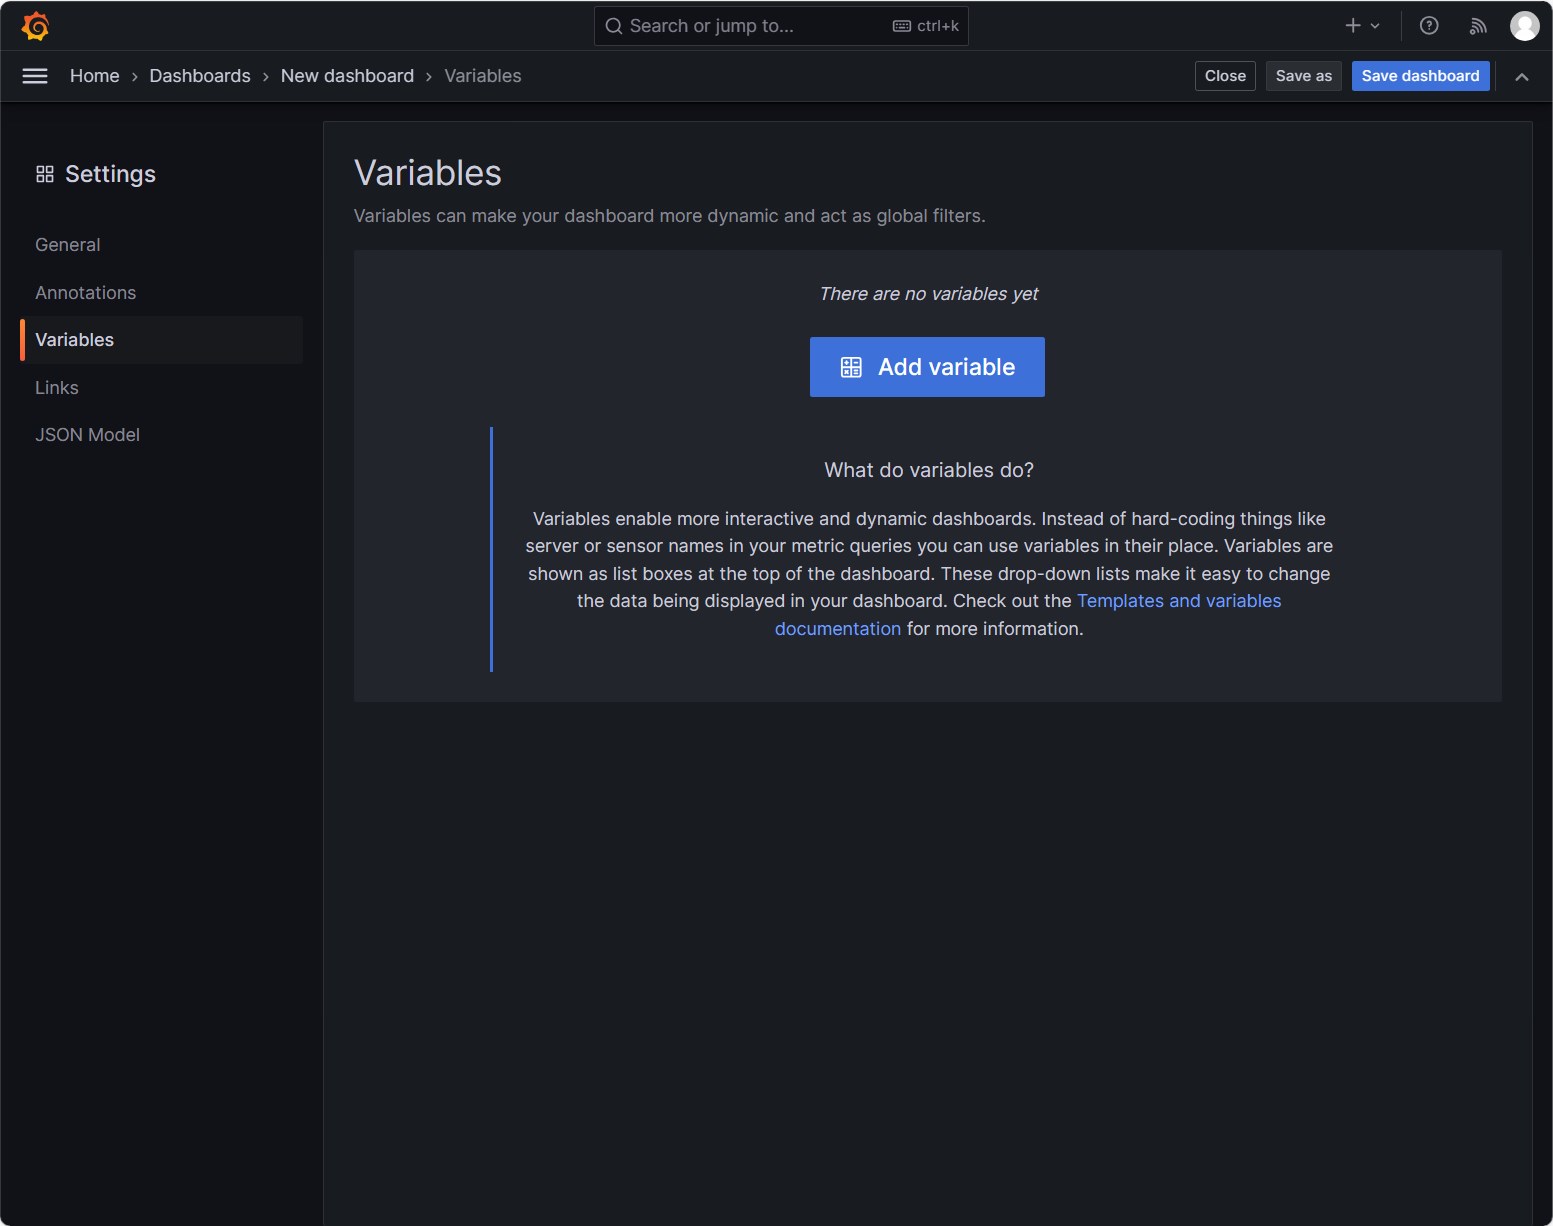 Search or jump to... ctrl+k
Home › Dashboards › New dashboard › Variables
Close Save as Save dashboard
Settings
General
Annotations
Variables
Links
JSON Model
Variables
Variables can make your dashboard more dynamic and act as global filters.
There are no variables yet
Add variable
What do variables do?
Variables enable more interactive and dynamic dashboards. Instead of hard-coding things like
server or sensor names in your metric queries you can use variables in their place. Variables are
shown as list boxes at the top of the dashboard. These drop-down lists make it easy to change
the data being displayed in your dashboard. Check out the Templates and variables
documentation for more information.